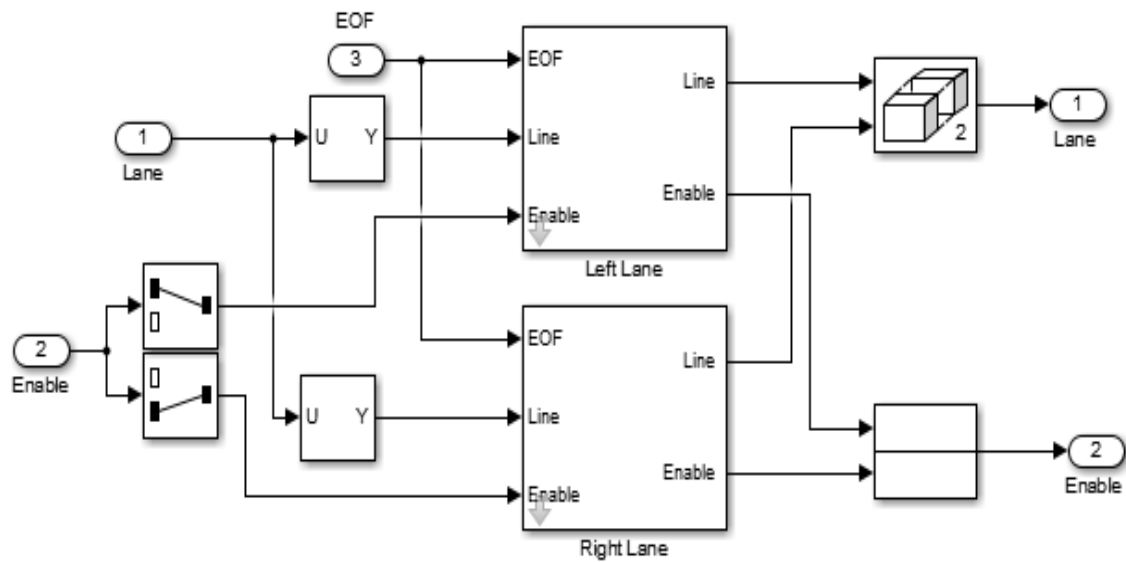 EOF
3
EOF
Line
Enable
Line
Enable
Left Lane
2
1
Lane
1
Lane
U Y
2
Enable
U Y
EOF
Line
Enable
Line
Enable
Right Lane
2
Enable